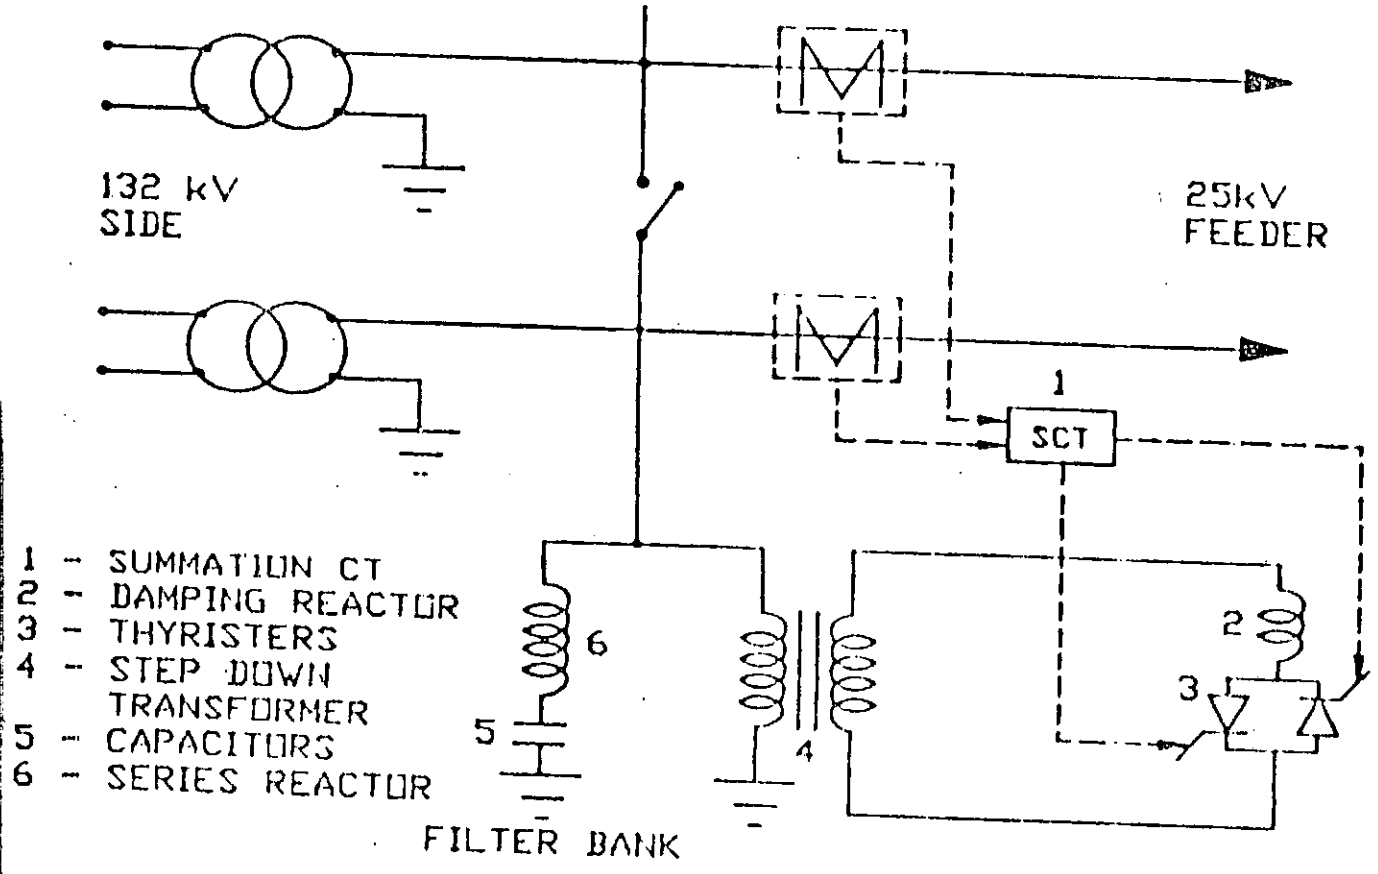 132 kV
SIDE
25kV
FEEDER
1
SCT
1 - SUMMATION CT
2 - DAMPING REACTOR
3 - THYRISTERS
4 - STEP DOWN
TRANSFORMER
5 - CAPACITORS
6 - SERIES REACTOR
6
2
3
5
4
FILTER BANK